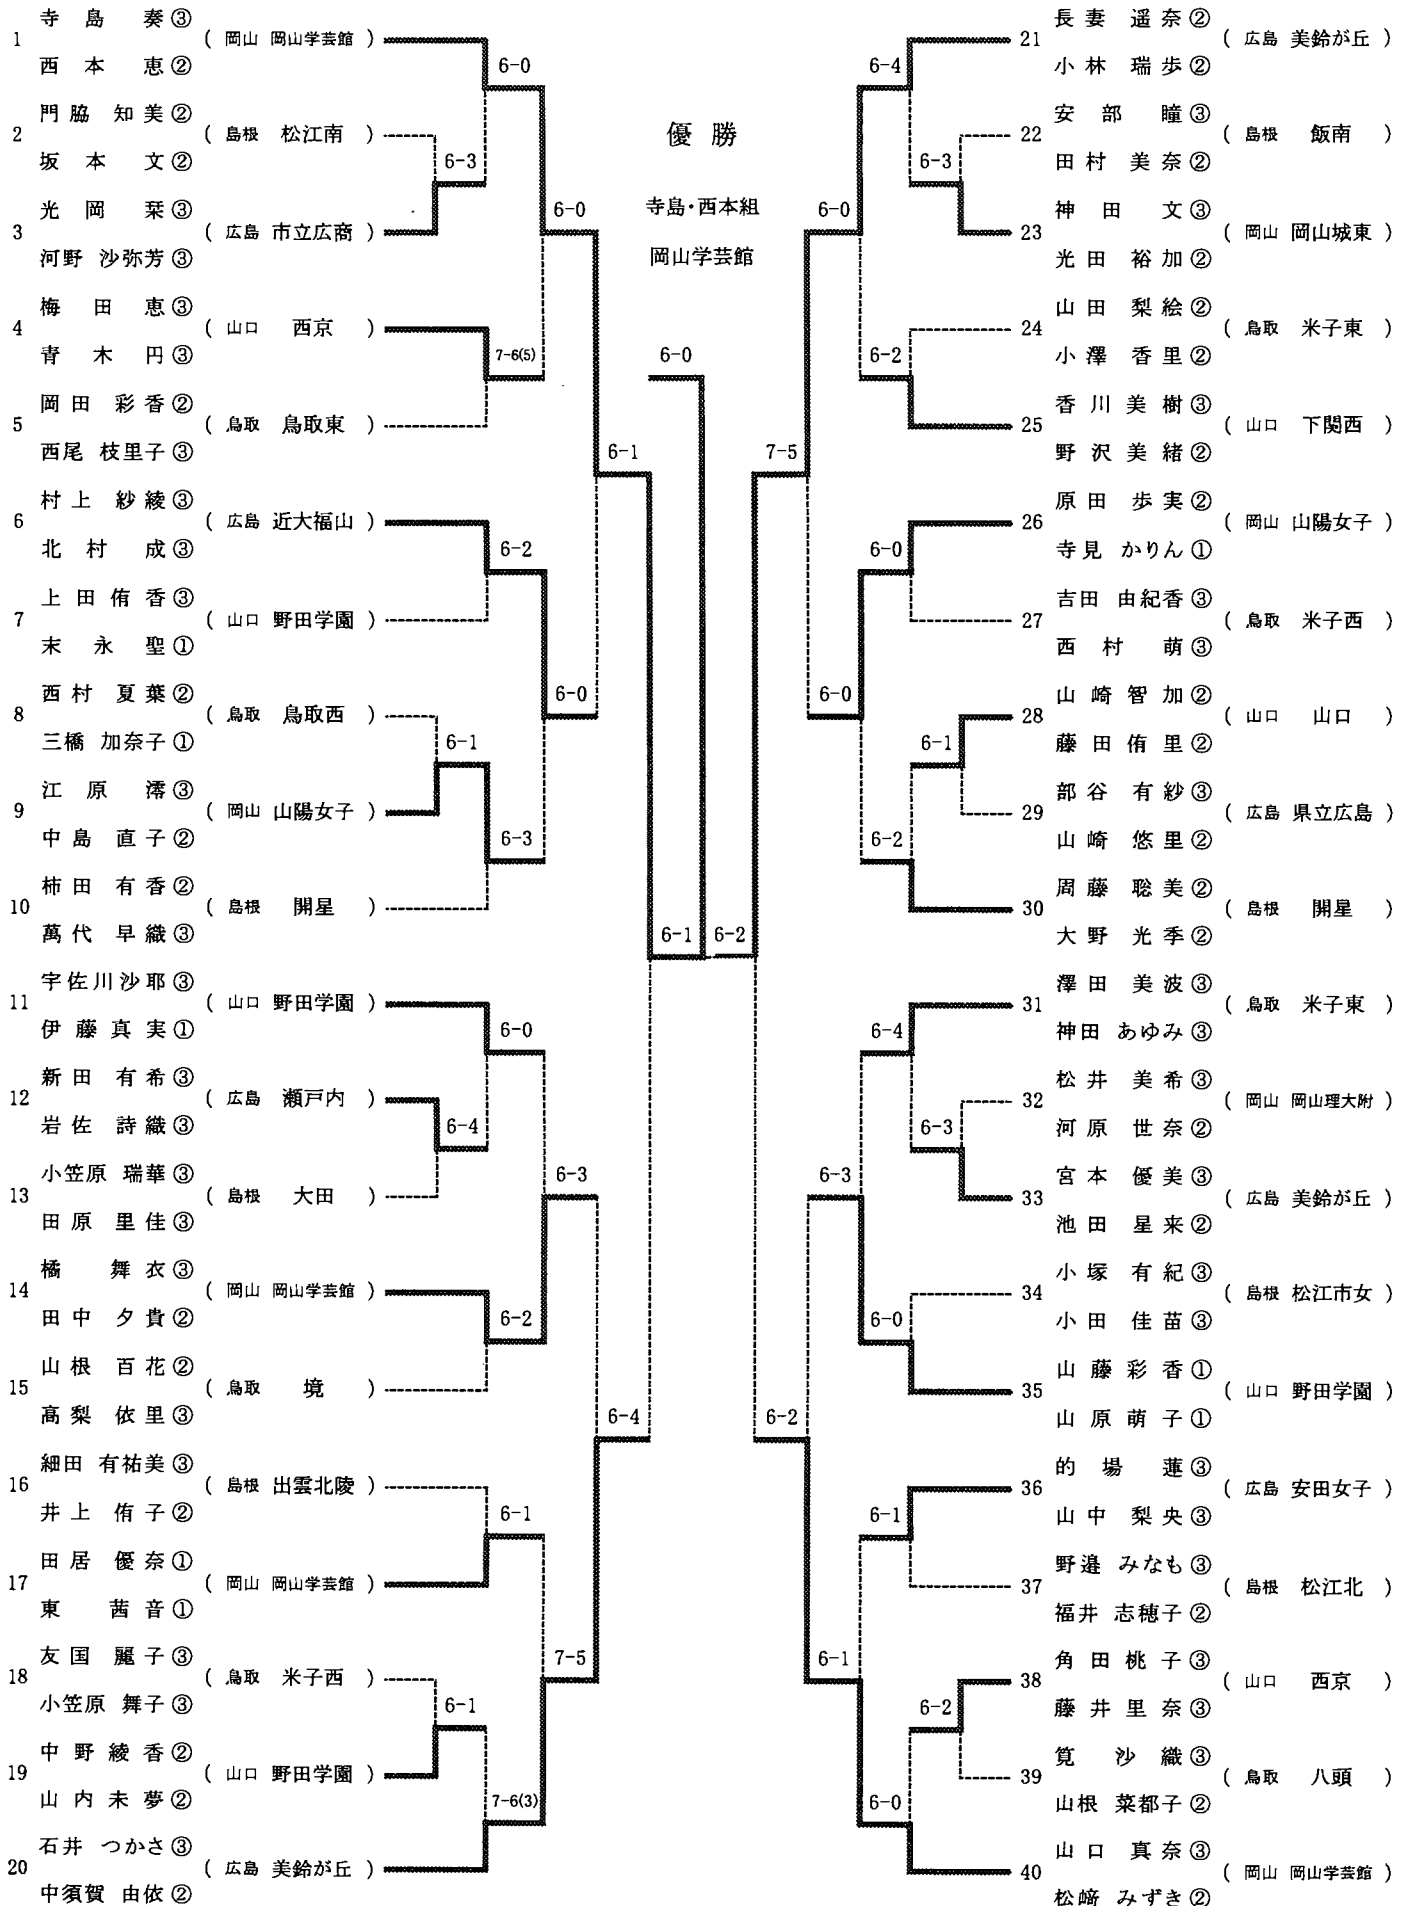 優勝
寺島・西本組
岡山学芸館
寺島 奏③
1 ( 岡山 岡山学芸館 )
西本 恵②
門脇 知美②
2 ( 島根 松江南 )
坂本 文②
光岡 栞③
3 ( 広島 市立広商 )
河野 沙弥芳③
梅田 恵③
4 ( 山口 西京 )
青木 円③
岡田 彩香②
5 ( 鳥取 鳥取東 )
西尾 枝里子③
村上 紗綾③
6 ( 広島 近大福山 )
北村 成③
上田 侑香③
7 ( 山口 野田学園 )
末永 聖①
西村 夏葉②
8 ( 鳥取 鳥取西 )
三橋 加奈子①
江原 澪③
9 ( 岡山 山陽女子 )
中島 直子②
柿田 有香②
10 ( 島根 開星 )
萬代 早織③
宇佐川沙耶③
11 ( 山口 野田学園 )
伊藤真実①
新田 有希③
12 ( 広島 瀬戸内 )
岩佐 詩織③
小笠原 瑞華③
13 ( 島根 大田 )
田原 里佳③
橘 舞衣③
14 ( 岡山 岡山学芸館 )
田中 夕貴②
山根 百花②
15 ( 鳥取 境 )
高梨 依里③
細田 有祐美③
16 ( 島根 出雲北陵 )
井上 侑子②
田居 優奈①
17 ( 岡山 岡山学芸館 )
東 茜音①
友国 麗子③
18 ( 鳥取 米子西 )
小笠原 舞子③
中野綾香②
19 ( 山口 野田学園 )
山内未夢②
石井 つかさ③
20 ( 広島 美鈴が丘 )
中須賀 由依②
6-0
6-3
6-0
7-6(5)
6-1
6-2
6-0
6-1
6-3
6-1
6-0
6-4
6-3
6-2
6-4
6-1
7-5
6-1
7-6(3)
6-0
長妻 遥奈②
21 ( 広島 美鈴が丘 )
小林 瑞歩②
安部 瞳③
22 ( 島根 飯南 )
田村 美奈②
神田 文③
23 ( 岡山 岡山城東 )
光田 裕加②
山田 梨絵②
24 ( 鳥取 米子東 )
小澤 香里②
香川美樹③
25 ( 山口 下関西 )
野沢美緒②
原田 歩実②
26 ( 岡山 山陽女子 )
寺見 かりん①
吉田 由紀香③
27 ( 鳥取 米子西 )
西村 萌③
山崎智加②
28 ( 山口 山口 )
藤田侑里②
部谷 有紗③
29 ( 広島 県立広島 )
山崎 悠里②
周藤 聡美②
30 ( 島根 開星 )
大野 光季②
澤田 美波③
31 ( 鳥取 米子東 )
神田 あゆみ③
松井 美希③
32 ( 岡山 岡山理大附 )
河原 世奈②
宮本 優美③
33 ( 広島 美鈴が丘 )
池田 星来②
小塚 有紀③
34 ( 島根 松江市女 )
小田 佳苗③
山藤彩香①
35 ( 山口 野田学園 )
山原萌子①
的場 蓮③
36 ( 広島 安田女子 )
山中 梨央③
野邉 みなも③
37 ( 島根 松江北 )
福井 志穂子②
角田桃子③
38 ( 山口 西京 )
藤井里奈③
筧 沙織③
39 ( 鳥取 八頭 )
山根 菜都子②
山口 真奈③
40 ( 岡山 岡山学芸館 )
松﨑 みずき②
6-4
6-3
6-0
6-2
7-5
6-0
6-0
6-1
6-2
6-2
6-4
6-3
6-3
6-0
6-2
6-1
6-1
6-2
6-0